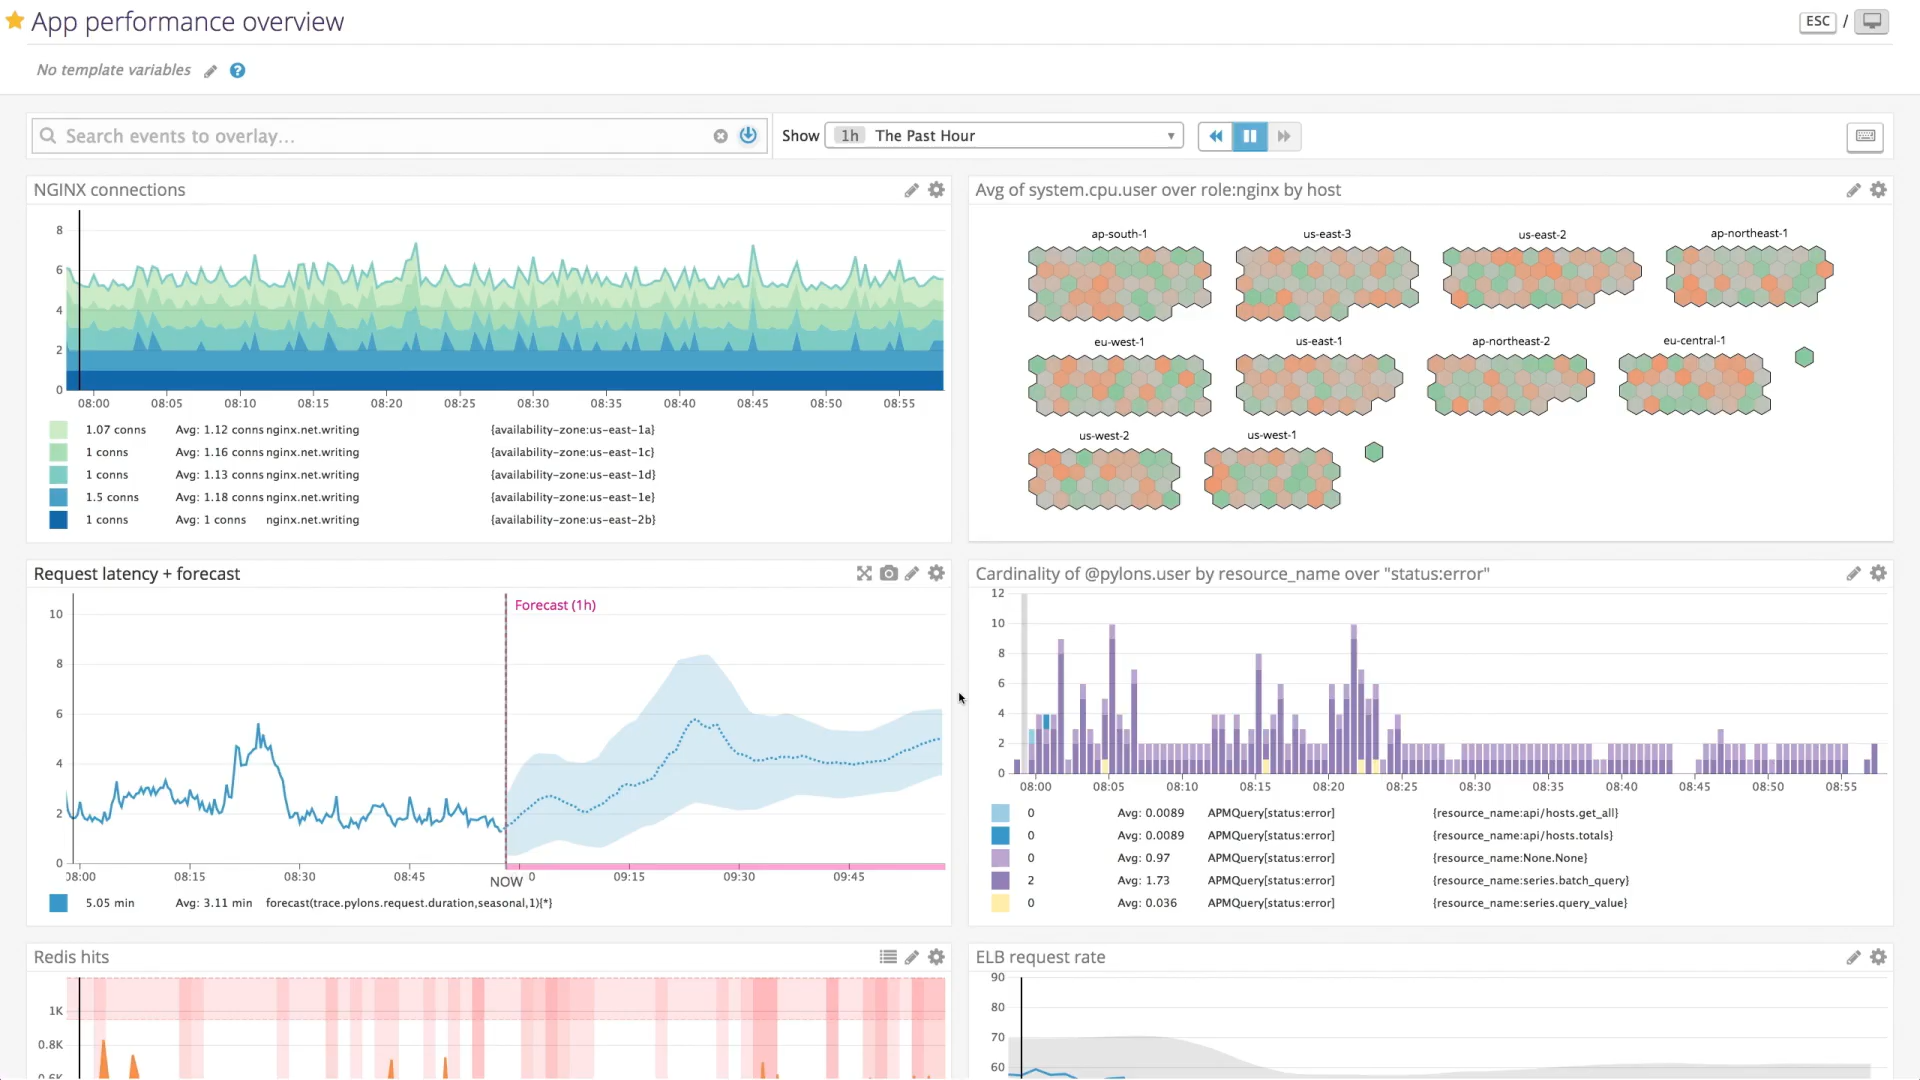 App performance overview
ESC /
No template variables
Search events to overlay...
Show 1h The Past Hour
NGINX connections
8
6
4
2
0
08:00 08:05 08:10 08:15 08:20 08:25 08:30 08:35 08:40 08:45 08:50 08:55
1.07 conns Avg: 1.12 conns nginx.net.writing {availability-zone:us-east-1a}
1 conns Avg: 1.16 conns nginx.net.writing {availability-zone:us-east-1c}
1 conns Avg: 1.13 conns nginx.net.writing {availability-zone:us-east-1d}
1.5 conns Avg: 1.18 conns nginx.net.writing {availability-zone:us-east-1e}
1 conns Avg: 1 conns nginx.net.writing {availability-zone:us-east-2b}
Avg of system.cpu.user over role:nginx by host
ap-south-1 us-east-3 us-east-2 ap-northeast-1
eu-west-1 us-east-1 ap-northeast-2 eu-central-1
us-west-2 us-west-1
Request latency + forecast
Forecast (1h)
10
8
6
4
2
0
08:00 08:15 08:30 08:45 NOW 0 09:15 09:30 09:45
5.05 min Avg: 3.11 min forecast(trace.pylons.request.duration,seasonal,1){*}
Cardinality of @pylons.user by resource_name over "status:error"
12
10
8
6
4
2
0
08:00 08:05 08:10 08:15 08:20 08:25 08:30 08:35 08:40 08:45 08:50 08:55
0 Avg: 0.0089 APMQuery[status:error] {resource_name:api/hosts.get_all}
0 Avg: 0.0089 APMQuery[status:error] {resource_name:api/hosts.totals}
0 Avg: 0.97 APMQuery[status:error] {resource_name:None.None}
2 Avg: 1.73 APMQuery[status:error] {resource_name:series.batch_query}
0 Avg: 0.036 APMQuery[status:error] {resource_name:series.query_value}
Redis hits
1K
0.8K
0.6K
ELB request rate
90
80
70
60